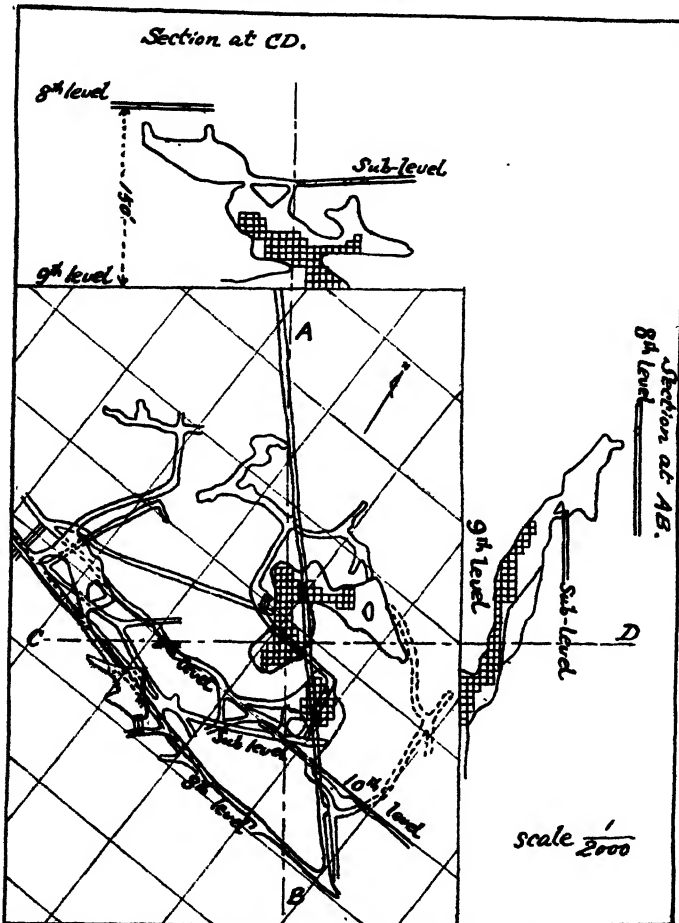 Section at CD.
8th level
Sub-level
150'
9th level
A
Section at AB.
8th level
9th level
Sub-level
C
D
level
Sub level
10th level
9th level
B
scale 1/2000